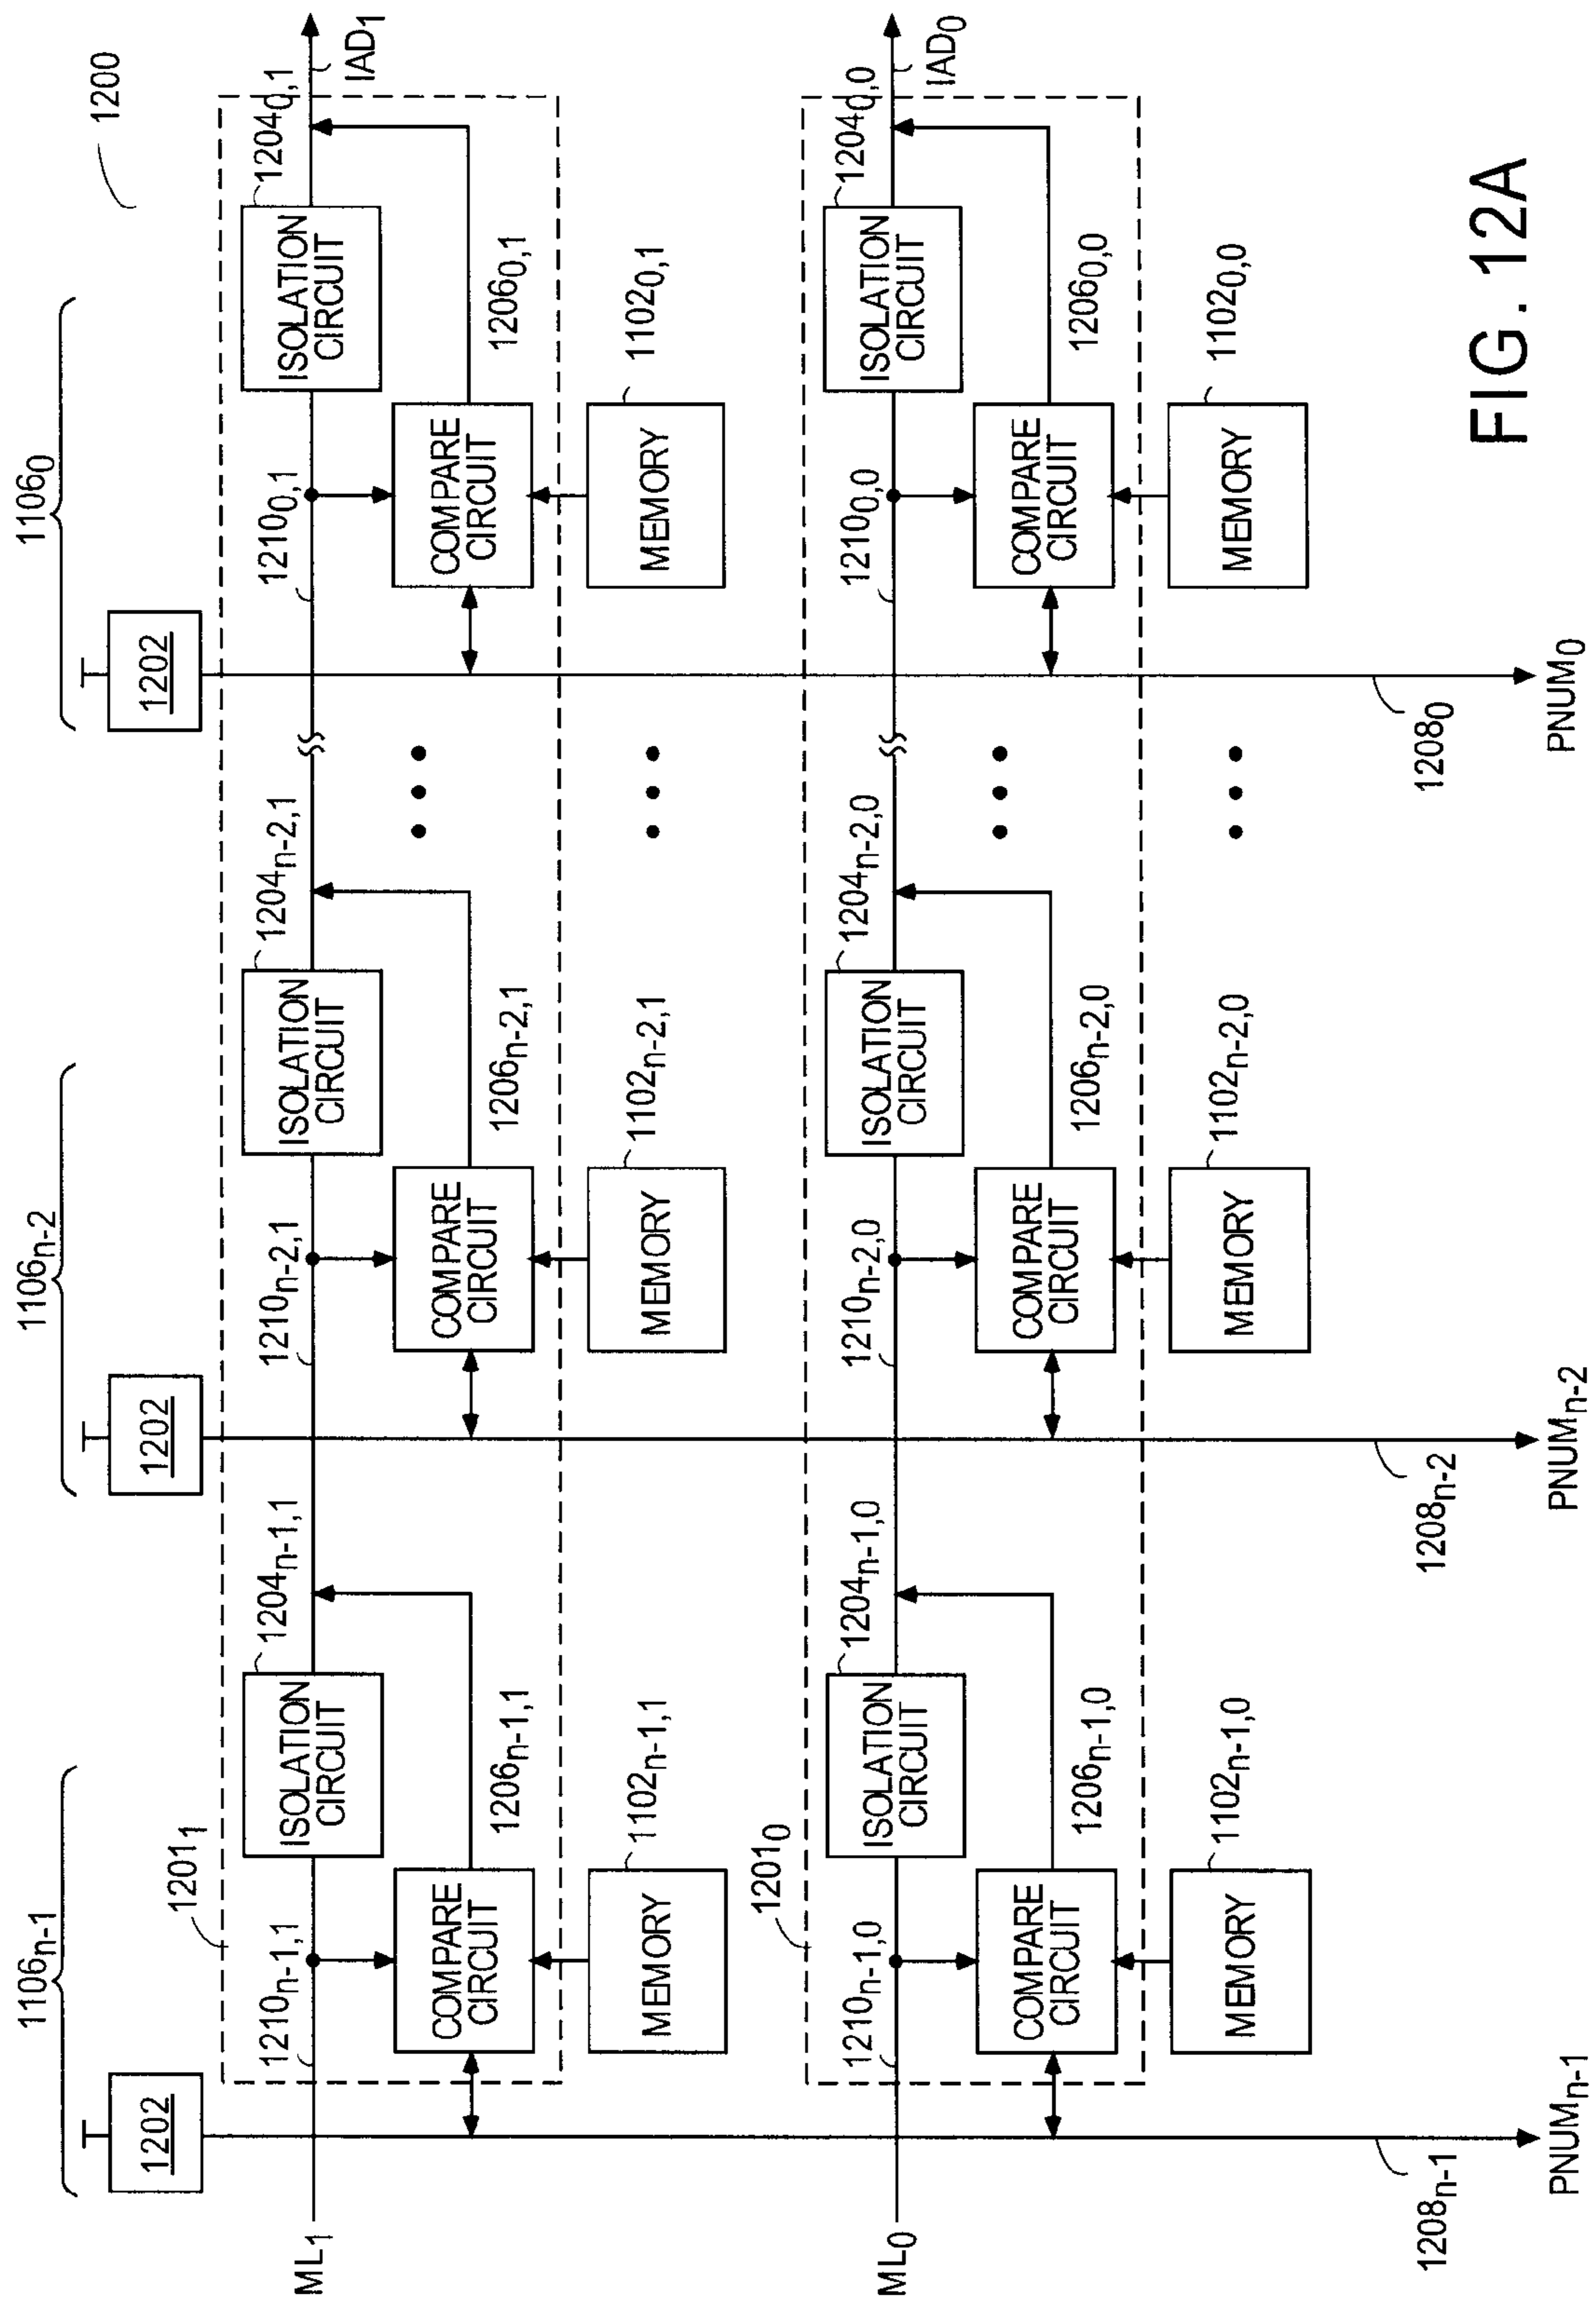 1200
1106n-1
1106n-2
11060
1202
1202
1202
12011
1210n-1,1
1204n-1,1
1210n-2,1
1204n-2,1
12100,1
12040,1
ISOLATION
CIRCUIT
ISOLATION
CIRCUIT
ISOLATION
CIRCUIT
ML1
IAD1
COMPARE
CIRCUIT
1206n-1,1
COMPARE
CIRCUIT
1206n-2,1
COMPARE
CIRCUIT
12060,1
MEMORY
1102n-1,1
MEMORY
1102n-2,1
MEMORY
11020,1
12010
1210n-1,0
1204n-1,0
1210n-2,0
1204n-2,0
12100,0
12040,0
ISOLATION
CIRCUIT
ISOLATION
CIRCUIT
ISOLATION
CIRCUIT
ML0
IAD0
COMPARE
CIRCUIT
1206n-1,0
COMPARE
CIRCUIT
1206n-2,0
COMPARE
CIRCUIT
12060,0
MEMORY
1102n-1,0
MEMORY
1102n-2,0
MEMORY
11020,0
1208n-1
1208n-2
12080
PNUMn-1
PNUMn-2
PNUM0
FIG. 12A